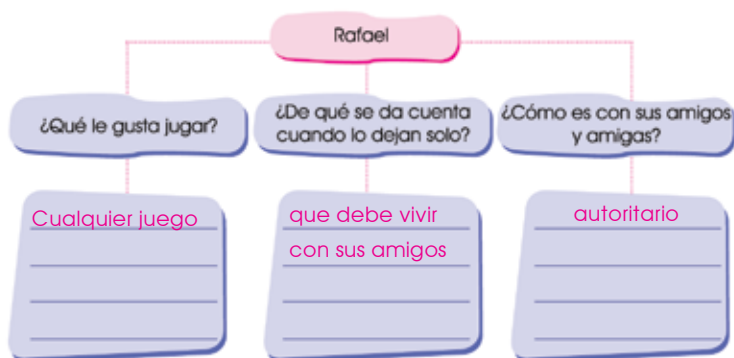 Rafael
¿Qué le gusta jugar?
¿De qué se da cuenta
cuando lo dejan solo?
¿Cómo es con sus amigos
y amigas?
Cualquier juego
que debe vivir
con sus amigos
autoritario